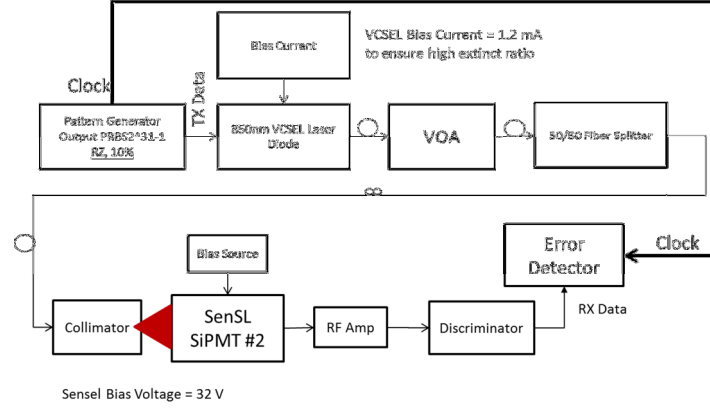 VCSEL Bias Current = 1.2 mA
to ensure high extinct ratio
Bias Current
Clock
TX Data
Pattern Generator
Output PRBS2^31-1
RZ, 10%
850nm VCSEL Laser
Diode
VOA
50/50 Fiber Splitter
Bias Source
Error
Detector
Clock
Collimator
SenSL
SiPMT #2
RF Amp
Discriminator
RX Data
Sensel Bias Voltage = 32 V